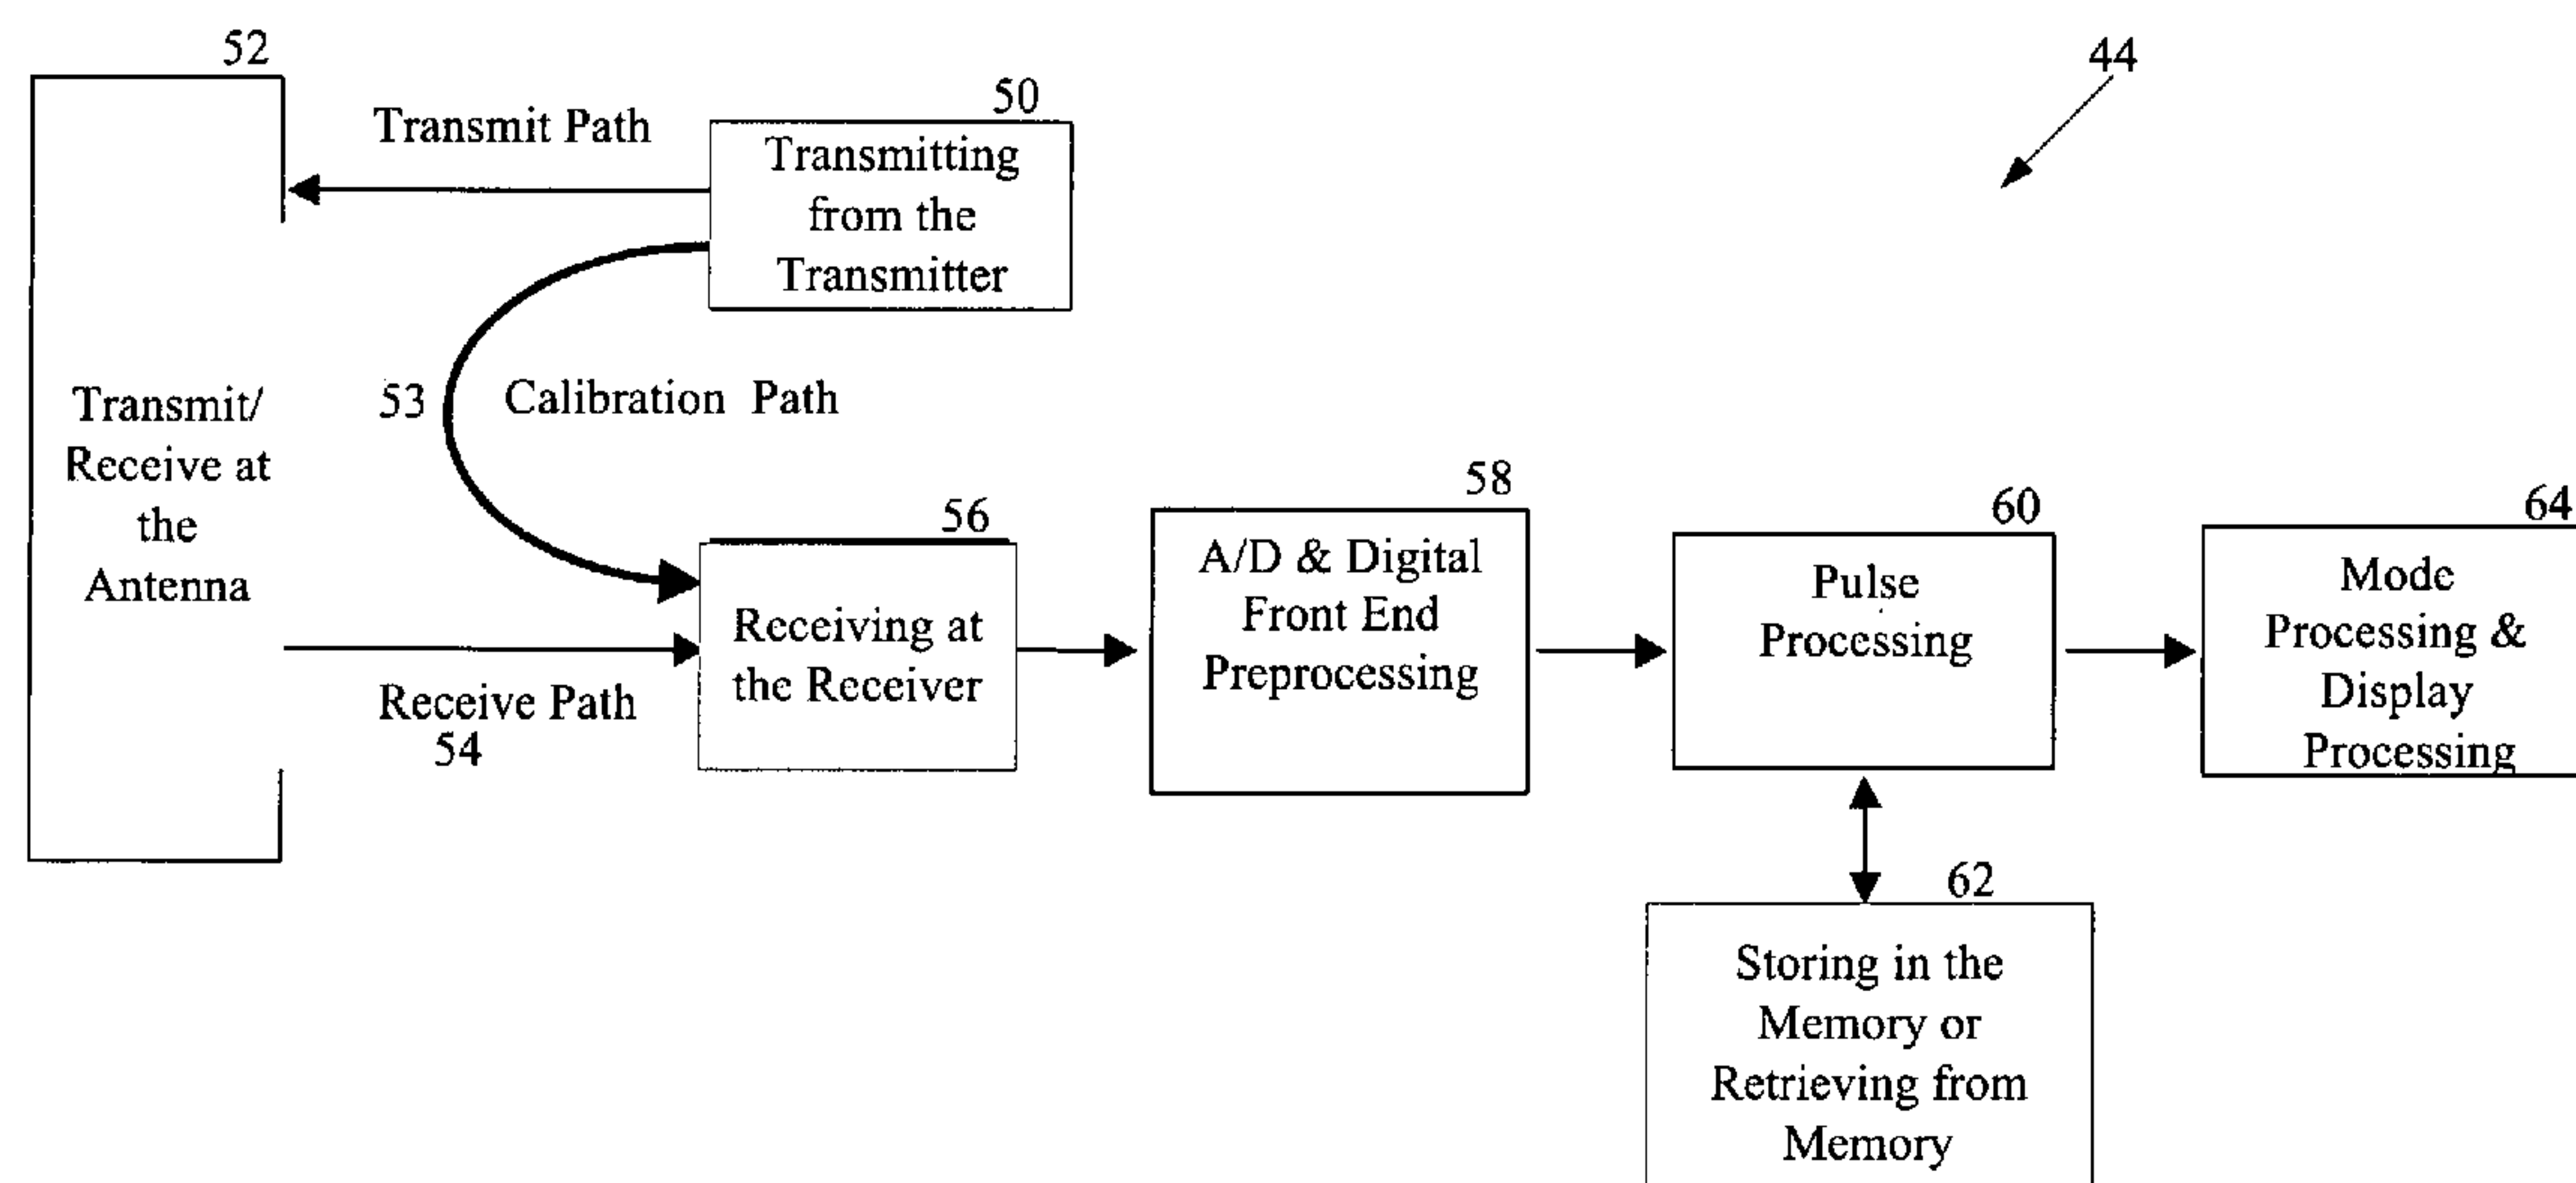 52
Transmit/
Receive at
the
Antenna
Transmit Path
50
Transmitting
from the
Transmitter
44
53
Calibration Path
Receive Path
54
56
Receiving at
the Receiver
58
A/D & Digital
Front End
Preprocessing
60
Pulse
Processing
64
Mode
Processing &
Display
Processing
62
Storing in the
Memory or
Retrieving from
Memory